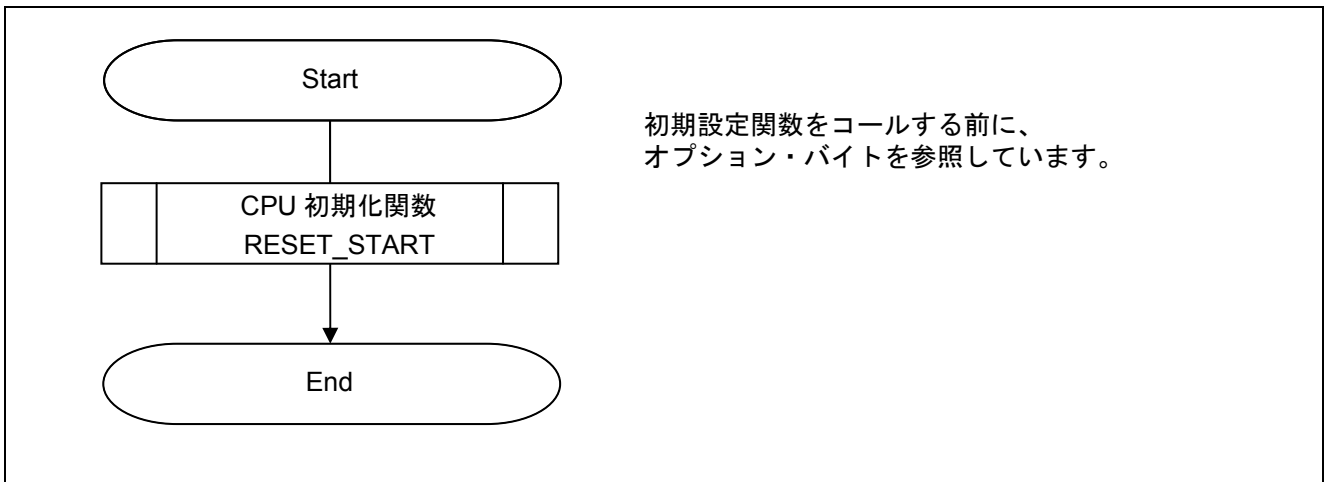 Start
初期設定関数をコールする前に、
オプション・バイトを参照しています。
CPU 初期化関数
RESET_START
End